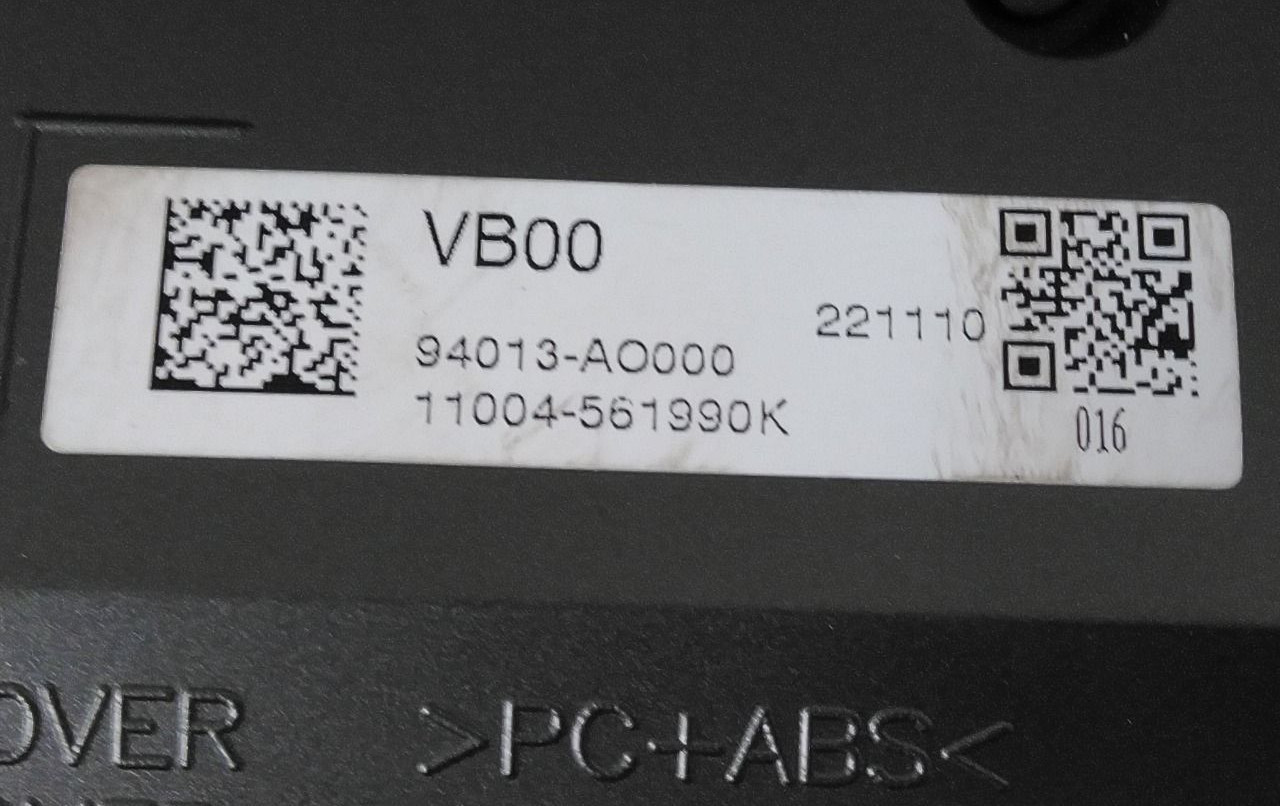 VB00
221110
94013-AO000
11004-561990K
016
OVER
>PC+ABS<